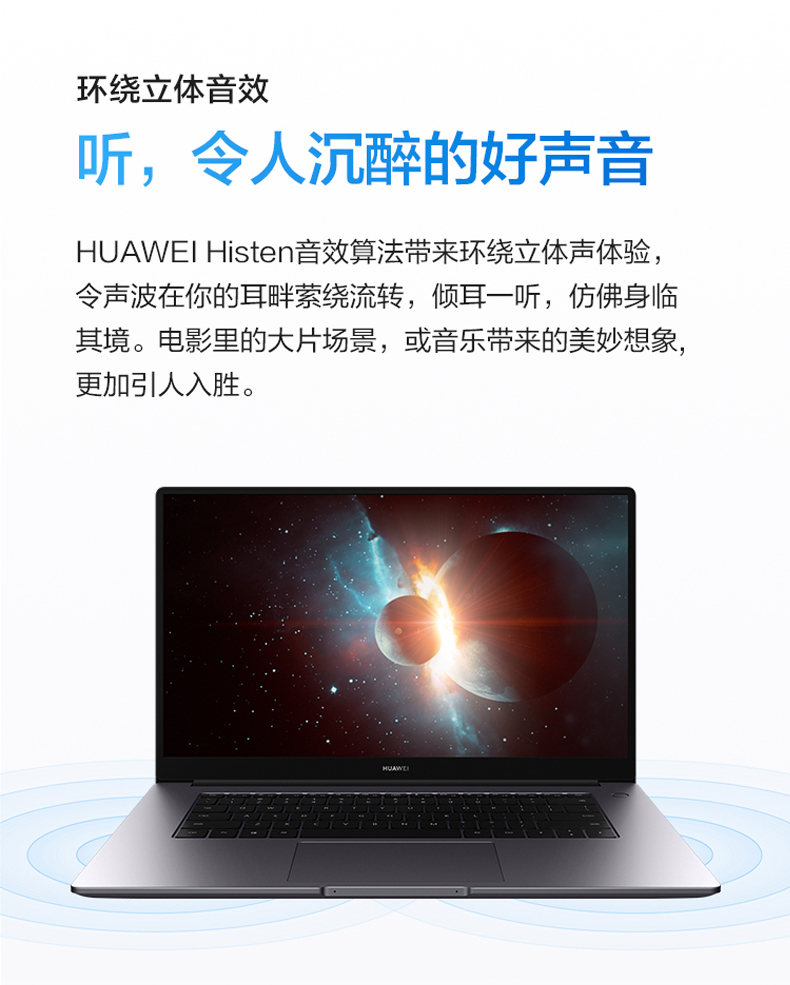 环绕立体音效
听，令人沉醉的好声音
HUAWEI Histen音效算法带来环绕立体声体验，
令声波在你的耳畔萦绕流转，倾耳一听，仿佛身临
其境。电影里的大片场景，或音乐带来的美妙想象,
更加引人入胜。
HUAWEI